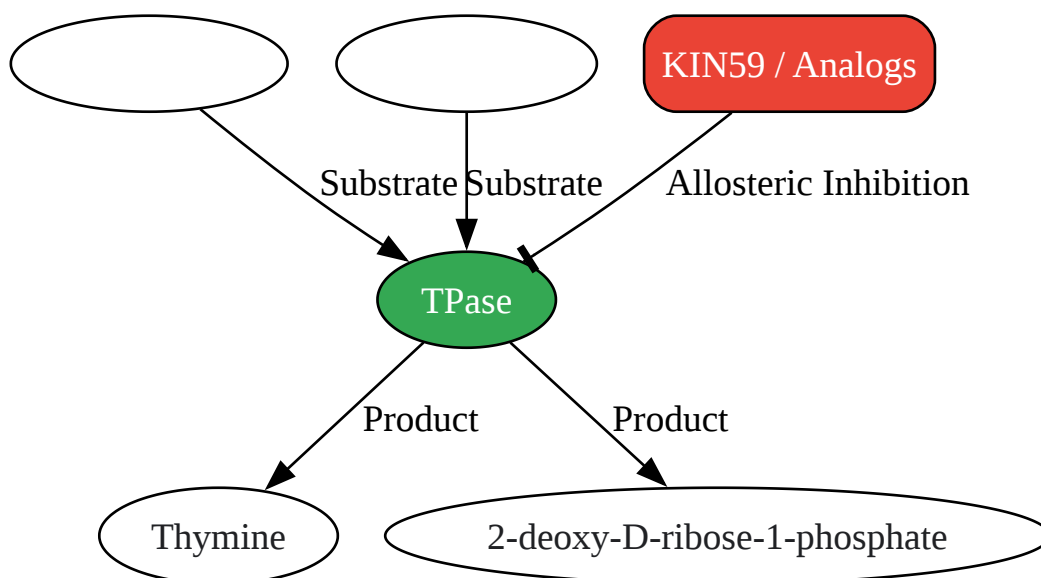 KIN59 / Analogs
Substrate
Substrate
Allosteric Inhibition
TPase
Product
Product
Thymine
2-deoxy-D-ribose-1-phosphate